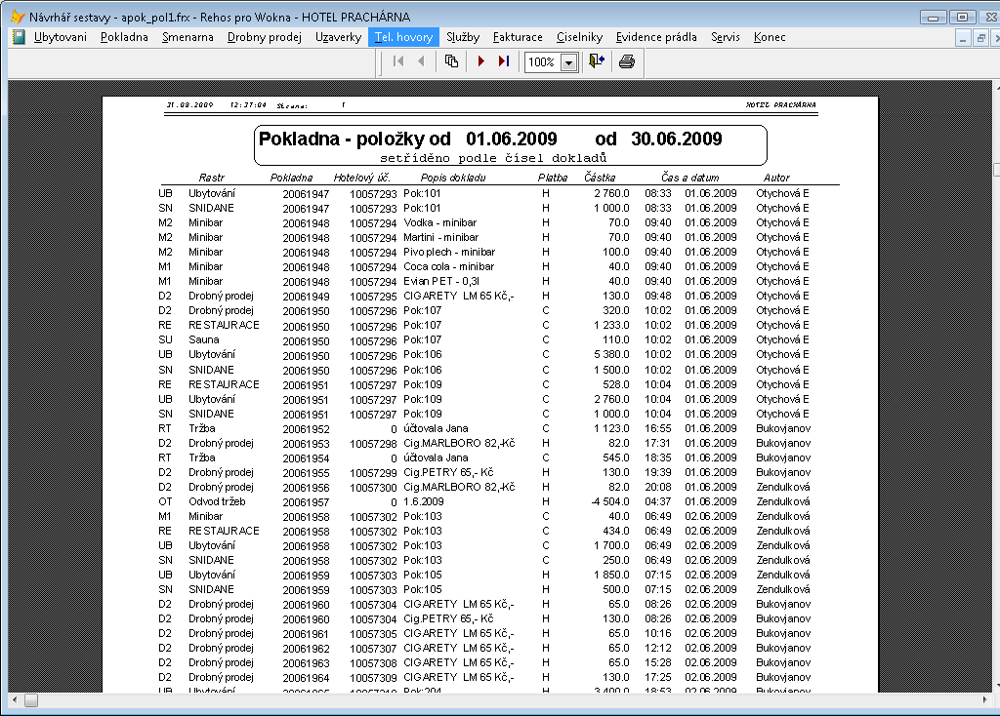 Návrhář sestavy - apok_pol1.frx - Rehos pro Wokna - HOTEL PRACHÁRNA
Ubytovani Pokladna Smenarna Drobny prodej Uzaverky Tel. hovory Služby Fakturace Ciselniky Evidence prádla Servis Konec
100%
31.08.2009 12:37:04 Strana: 1 HOTEL PRACHÁRNA
Pokladna - položky od 01.06.2009 od 30.06.2009
setříděno podle čísel dokladů
Rastr Pokladna Hotelový úč. Popis dokladu Platba Částka Čas a datum Autor
UB Ubytování 20061947 10057293 Pok:101 H 2 760.0 08:33 01.06.2009 Otychová E
SN SNIDANE 20061947 10057293 Pok:101 H 1 000.0 08:33 01.06.2009 Otychová E
M2 Minibar 20061948 10057294 Vodka - minibar H 70.0 09:40 01.06.2009 Otychová E
M2 Minibar 20061948 10057294 Martini - minibar H 70.0 09:40 01.06.2009 Otychová E
M2 Minibar 20061948 10057294 Pivo plech - minibar H 100.0 09:40 01.06.2009 Otychová E
M1 Minibar 20061948 10057294 Coca cola - minibar H 40.0 09:40 01.06.2009 Otychová E
M1 Minibar 20061948 10057294 Evian PET - 0,3l H 40.0 09:40 01.06.2009 Otychová E
D2 Drobný prodej 20061949 10057295 CIGARETY LM 65 Kč,- H 130.0 09:48 01.06.2009 Otychová E
D2 Drobný prodej 20061950 10057296 Pok:107 C 320.0 10:02 01.06.2009 Otychová E
RE RESTAURACE 20061950 10057296 Pok:107 C 1 233.0 10:02 01.06.2009 Otychová E
SU Sauna 20061950 10057296 Pok:107 C 110.0 10:02 01.06.2009 Otychová E
UB Ubytování 20061950 10057296 Pok:106 C 5 380.0 10:02 01.06.2009 Otychová E
SN SNIDANE 20061950 10057296 Pok:106 C 1 500.0 10:02 01.06.2009 Otychová E
RE RESTAURACE 20061951 10057297 Pok:109 C 528.0 10:04 01.06.2009 Otychová E
UB Ubytování 20061951 10057297 Pok:109 C 2 760.0 10:04 01.06.2009 Otychová E
SN SNIDANE 20061951 10057297 Pok:109 C 1 000.0 10:04 01.06.2009 Otychová E
RT Tržba 20061952 0 účtovala Jana C 1 123.0 16:55 01.06.2009 Bukovjanov
D2 Drobný prodej 20061953 10057298 Cig.MARLBORO 82,-Kč H 82.0 17:31 01.06.2009 Bukovjanov
RT Tržba 20061954 0 účtovala Jana C 545.0 18:35 01.06.2009 Bukovjanov
D2 Drobný prodej 20061955 10057299 Cig.PETRY 65,- Kč H 130.0 19:39 01.06.2009 Bukovjanov
D2 Drobný prodej 20061956 10057300 Cig.MARLBORO 82,-Kč H 82.0 20:08 01.06.2009 Zendulková
OT Odvod tržeb 20061957 0 1.6.2009 H -4 504.0 04:37 01.06.2009 Zendulková
M1 Minibar 20061958 10057302 Pok:103 C 40.0 06:49 02.06.2009 Zendulková
RE RESTAURACE 20061958 10057302 Pok:103 C 434.0 06:49 02.06.2009 Zendulková
UB Ubytování 20061958 10057302 Pok:103 C 1 700.0 06:49 02.06.2009 Zendulková
SN SNIDANE 20061958 10057302 Pok:103 C 250.0 06:49 02.06.2009 Zendulková
UB Ubytování 20061959 10057303 Pok:105 H 1 850.0 07:15 02.06.2009 Zendulková
SN SNIDANE 20061959 10057303 Pok:105 H 500.0 07:15 02.06.2009 Zendulková
D2 Drobný prodej 20061960 10057304 CIGARETY LM 65 Kč,- H 65.0 08:26 02.06.2009 Bukovjanov
D2 Drobný prodej 20061960 10057304 Cig.PETRY 65,- Kč H 130.0 08:26 02.06.2009 Bukovjanov
D2 Drobný prodej 20061961 10057305 CIGARETY LM 65 Kč,- H 65.0 10:16 02.06.2009 Bukovjanov
D2 Drobný prodej 20061962 10057307 CIGARETY LM 65 Kč,- H 65.0 12:12 02.06.2009 Bukovjanov
D2 Drobný prodej 20061963 10057308 CIGARETY LM 65 Kč,- H 65.0 15:28 02.06.2009 Bukovjanov
D2 Drobný prodej 20061964 10057309 CIGARETY LM 65 Kč,- H 130.0 17:25 02.06.2009 Bukovjanov
UB Ubytování 20061965 10057310 Pok:204 H 3 400.0 18:53 02.06.2009 Bukovjanov